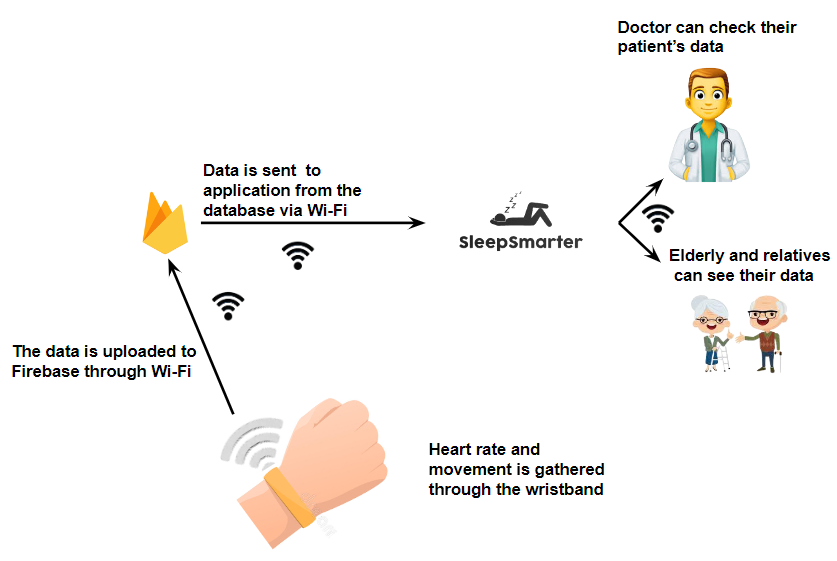 Doctor can check their
patient's data
Data is sent  to
application from the
database via Wi-Fi
z z z z z
SleepSmarter
Elderly and relatives
can see their data
The data is uploaded to
Firebase through Wi-Fi
Heart rate and
movement is gathered
through the wristband